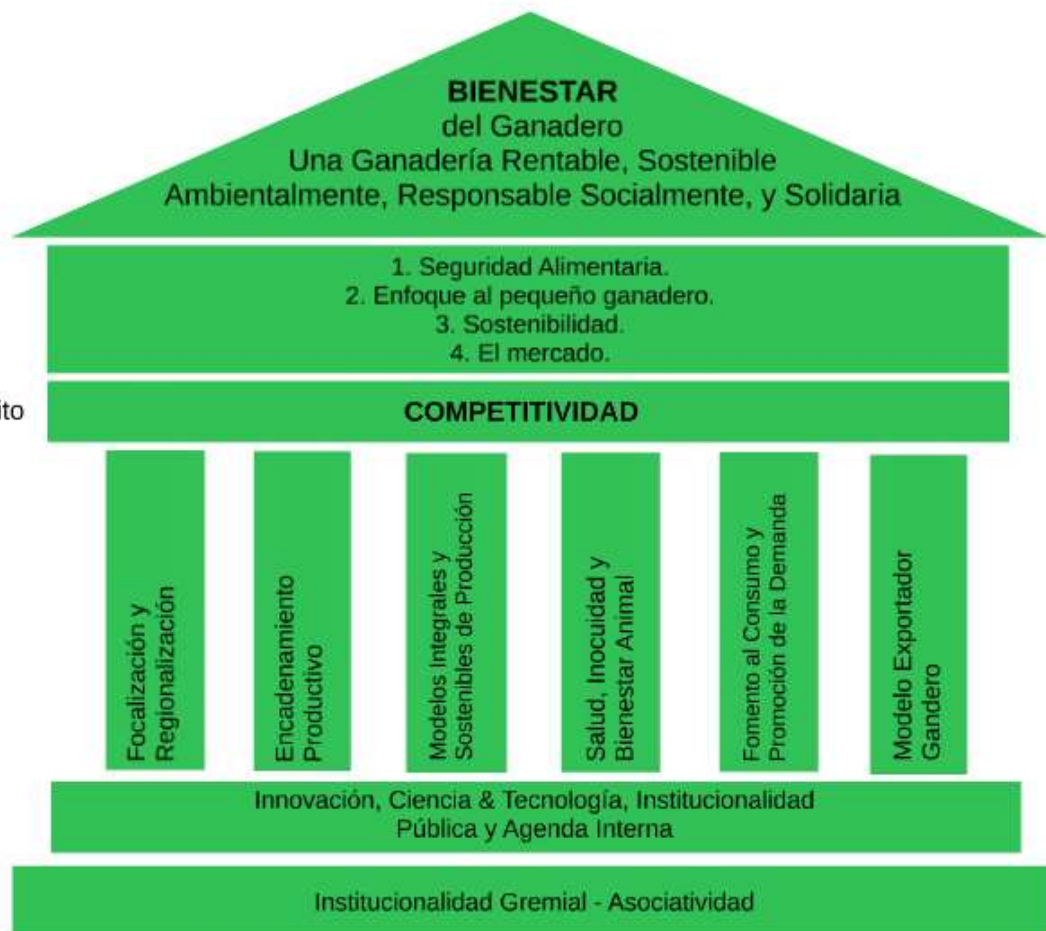 BIENESTAR
del Ganadero
Una Ganadería Rentable, Sostenible
Ambientalmente, Responsable Socialmente, y Solidaria
1. Seguridad Alimentaria.
2. Enfoque al pequeño ganadero.
3. Sostenibilidad.
4. El mercado.
ito
COMPETITIVIDAD
Focalización y
Regionalización
Encadenamiento
Productivo
Modelos Integrales y
Sostenibles de Producción
Salud, Inocuidad y
Bienestar Animal
Fomento al Consumo y
Promoción de la Demanda
Modelo Exportador
Gandero
Innovación, Ciencia & Tecnología, Institucionalidad
Pública y Agenda Interna
Institucionalidad Gremial - Asociatividad